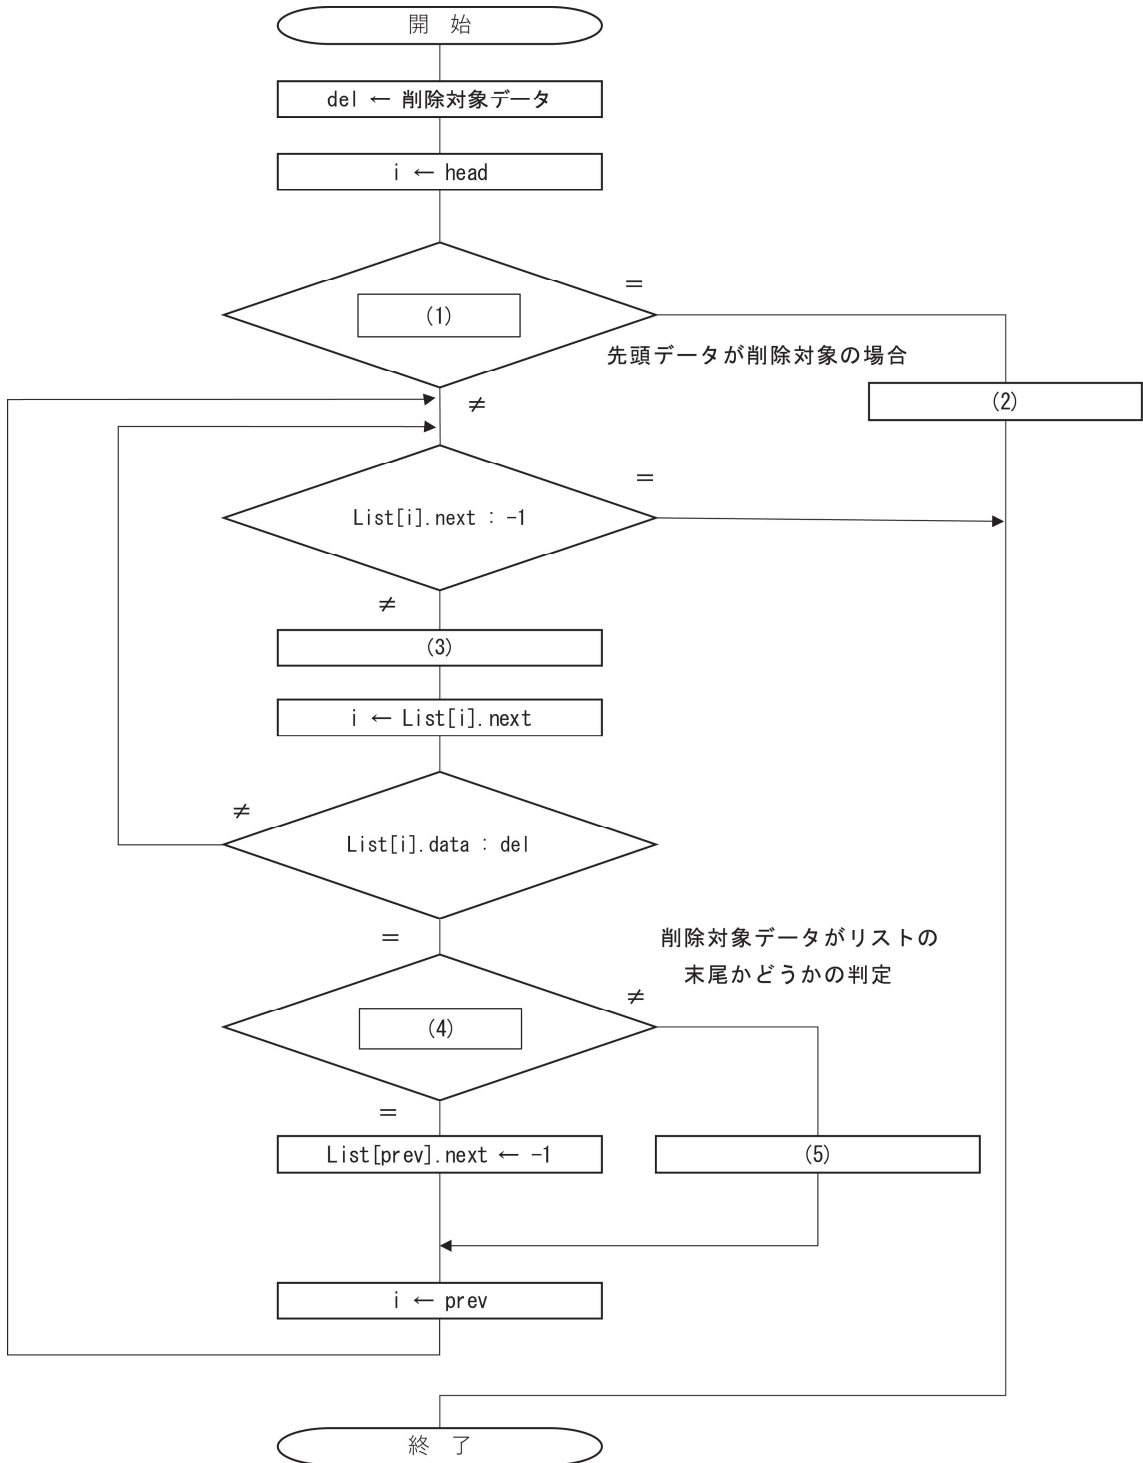 開 始
del ← 削除対象データ
i ← head
=
(1)
先頭データが削除対象の場合
(2)
≠
=
List[i].next : -1
≠
(3)
i ← List[i].next
≠
List[i].data : del
=
削除対象データがリストの
末尾かどうかの判定
≠
(4)
=
List[prev].next ← -1
(5)
i ← prev
終 了